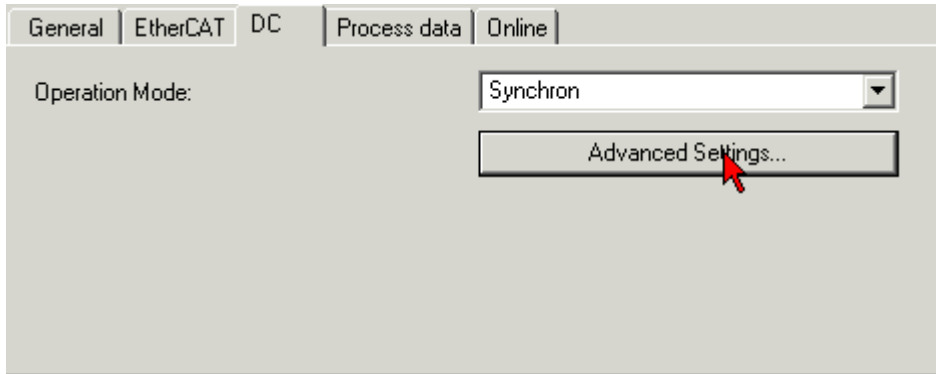 General EtherCAT DC Process data Online
Operation Mode: Synchron
Advanced Settings...